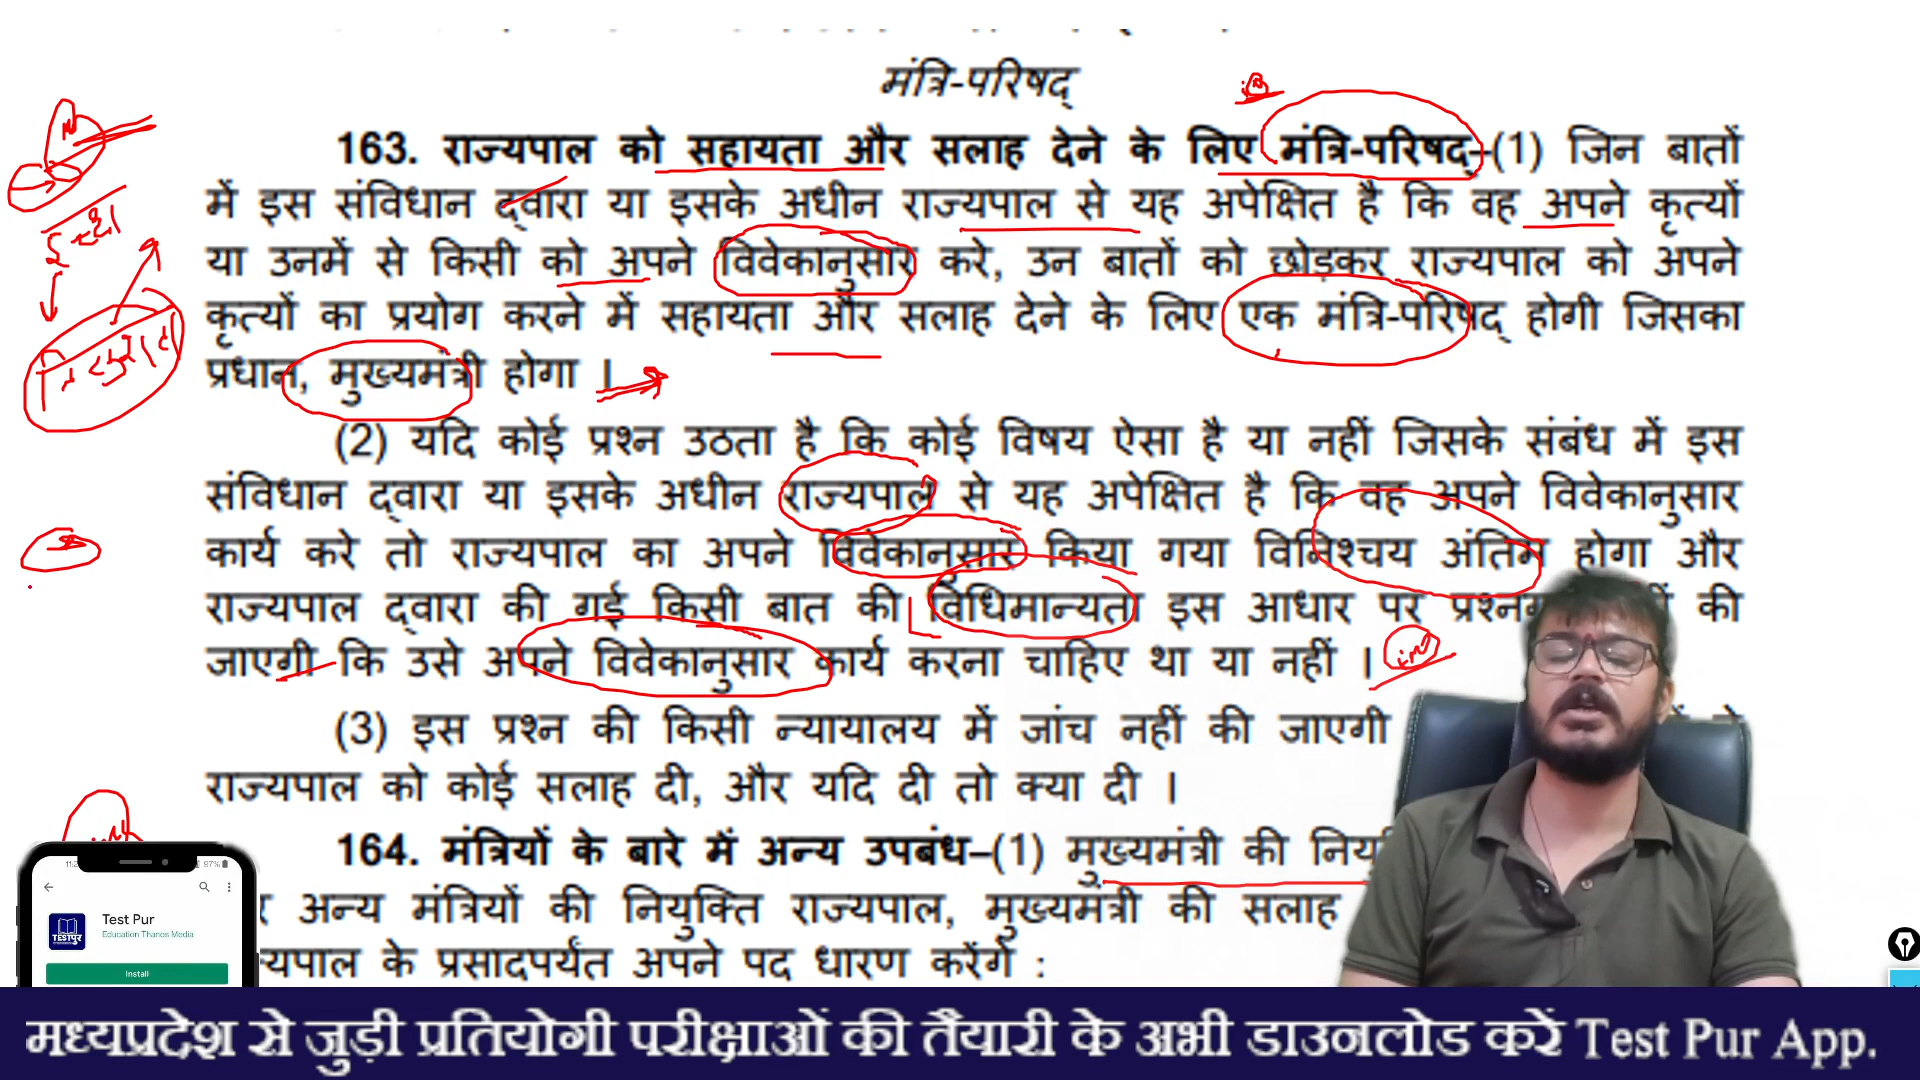 मंत्रि-परिषद्
163. राज्यपाल को सहायता और सलाह देने के लिए मंत्रि-परिषद्–(1) जिन बातों
में इस संविधान द्वारा या इसके अधीन राज्यपाल से यह अपेक्षित है कि वह अपने कृत्यों
या उनमें से किसी को अपने विवेकानुसार करे, उन बातों को छोड़कर राज्यपाल को अपने
कृत्यों का प्रयोग करने में सहायता और सलाह देने के लिए एक मंत्रि-परिषद् होगी जिसका
प्रधान, मुख्यमंत्री होगा ।
(2) यदि कोई प्रश्न उठता है कि कोई विषय ऐसा है या नहीं जिसके संबंध में इस
संविधान द्वारा या इसके अधीन राज्यपाल से यह अपेक्षित है कि वह अपने विवेकानुसार
कार्य करे तो राज्यपाल का अपने विवेकानुसार किया गया विनिश्चय अंतिम होगा और
राज्यपाल द्वारा की गई किसी बात की विधिमान्यता इस आधार पर की
जाएगी कि उसे अपने विवेकानुसार कार्य करना चाहिए था या नहीं ।
(3) इस प्रश्न की किसी न्यायालय में जांच नहीं की जाएगी
राज्यपाल को कोई सलाह दी, और यदि दी तो क्या दी ।
164. मंत्रियों के बारे में अन्य उपबंध–(1) मुख्यमंत्री की
अन्य मंत्रियों की नियुक्ति राज्यपाल, मुख्यमंत्री की सलाह
के प्रसादपर्यंत अपने पद धारण करेंगे :
97%
Test Pur
Education Thanos Media
टेस्टपुर
Install
मध्यप्रदेश से जुड़ी प्रतियोगी परीक्षाओं की तैयारी के अभी डाउनलोड करें Test Pur App.